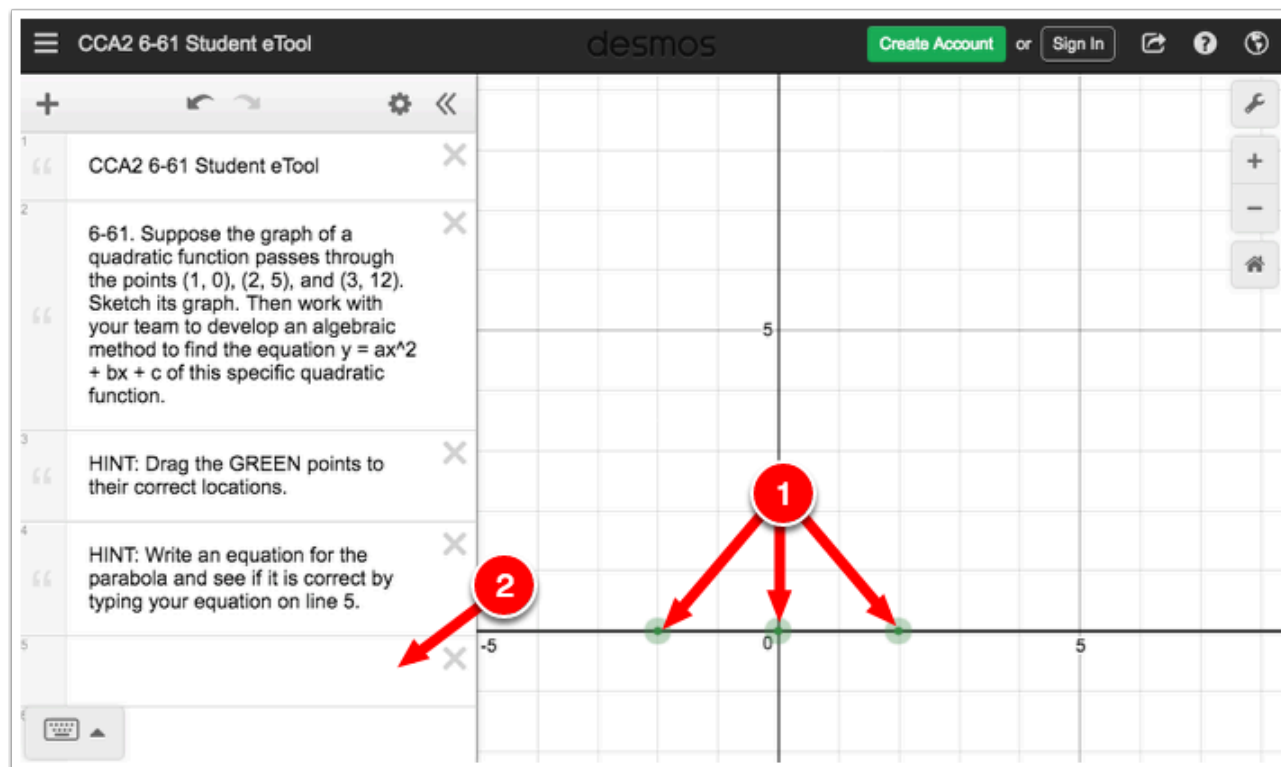 CCA2 6-61 Student eTool
desmos
Create Account or Sign In
1
CCA2 6-61 Student eTool
2
6-61. Suppose the graph of a
quadratic function passes through
the points (1, 0), (2, 5), and (3, 12).
Sketch its graph. Then work with
your team to develop an algebraic
method to find the equation y = ax^2
+ bx + c of this specific quadratic
function.
3
HINT: Drag the GREEN points to
their correct locations.
4
HINT: Write an equation for the
parabola and see if it is correct by
typing your equation on line 5.
5
6
5
1
2
-5
0
5